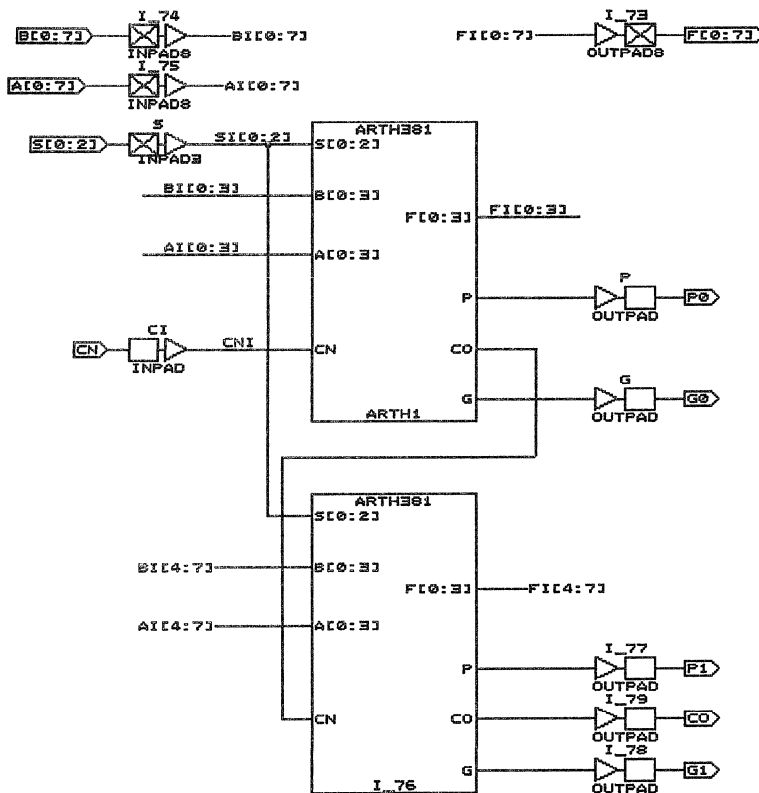 I_74
B[0:7]
BI[0:7]
INPAD8
I_73
FI[0:7]
F[0:7]
OUTPAD8
I_75
A[0:7]
AI[0:7]
INPAD8
S
S[0:2]
SI[0:2]
INPAD3
ARTH381
S[0:2]
BI[0:3]
B[0:3]
F[0:3]
FI[0:3]
AI[0:3]
A[0:3]
P
P
P0
OUTPAD
CI
CN
CNI
CN
CO
INPAD
G
G
G0
OUTPAD
ARTH1
ARTH381
S[0:2]
BI[4:7]
B[0:3]
F[0:3]
FI[4:7]
AI[4:7]
A[0:3]
I_77
P
P1
OUTPAD
I_79
CN
CO
CO
OUTPAD
I_78
G
G1
OUTPAD
I_76